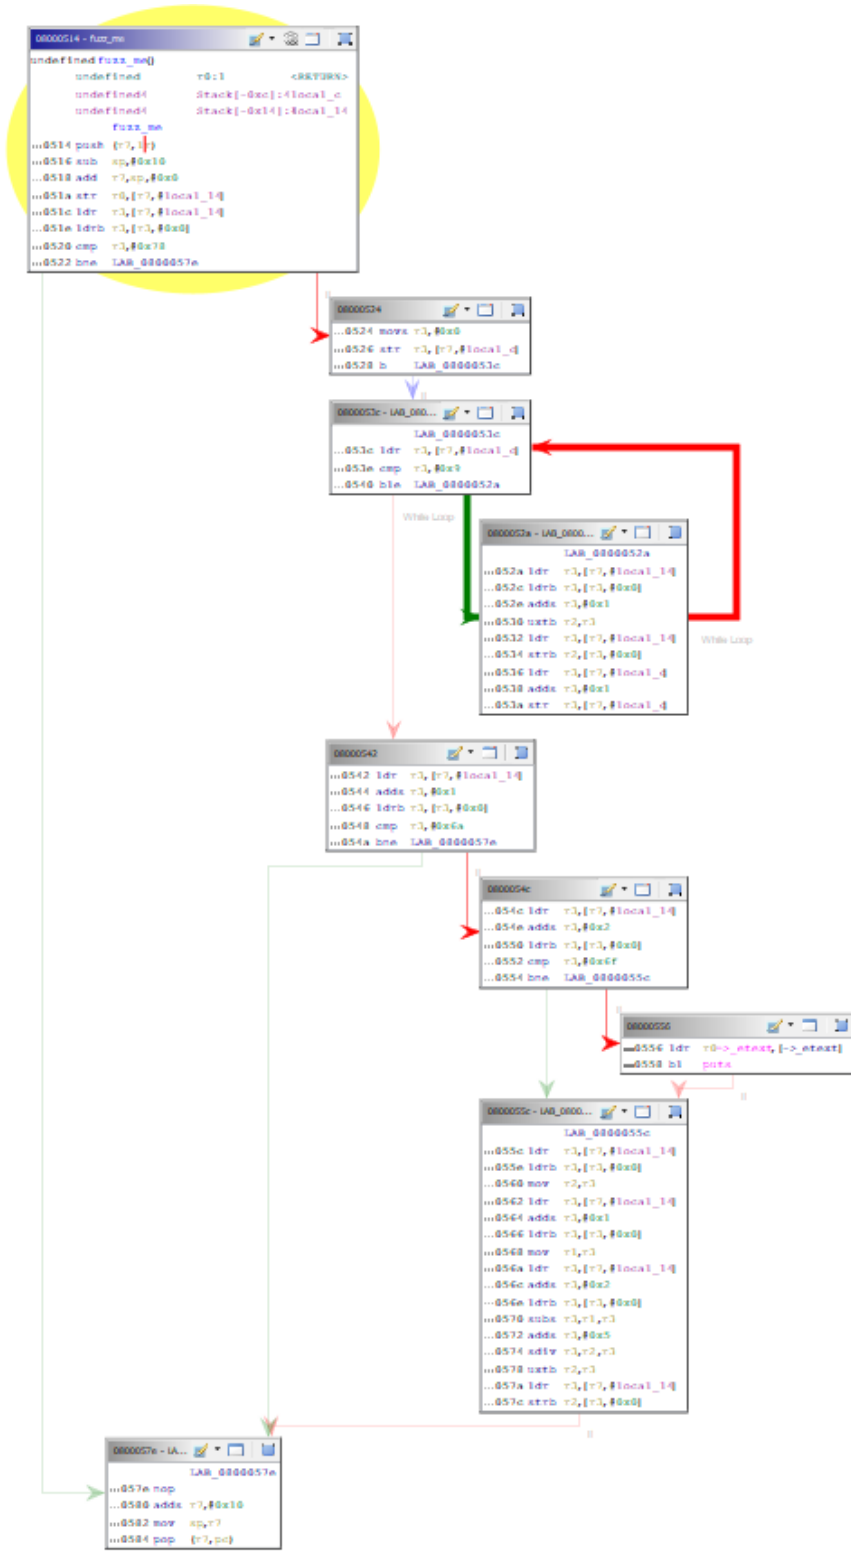 08000514 - fuzz_me
undefined fuzz_me()
undefined r0:1 <RETURN>
undefined4 Stack[-0xc]:4local_c
undefined4 Stack[-0x14]:4local_14
fuzz_me
...0514 push {r7,lr}
...0516 sub sp,#0x10
...0518 add r7,sp,#0x0
...051a str r0,[r7,#local_14]
...051c ldr r3,[r7,#local_14]
...051e ldrb r3,[r3,#0x0]
...0520 cmp r3,#0x78
...0522 bne LAB_0800057e
08000524
...0524 movs r3,#0x0
...0526 str r3,[r7,#local_c]
...0528 b LAB_0800053c
0800053c - LAB_080...
LAB_0800053c
...053c ldr r3,[r7,#local_c]
...053e cmp r3,#0x9
...0540 ble LAB_0800052a
While Loop
0800052a - LAB_0800...
LAB_0800052a
...052a ldr r3,[r7,#local_14]
...052c ldrb r3,[r3,#0x0]
...052e adds r3,#0x1
...0530 uxtb r2,r3
...0532 ldr r3,[r7,#local_14]
...0534 strb r2,[r3,#0x0]
...0536 ldr r3,[r7,#local_c]
...0538 adds r3,#0x1
...053a str r3,[r7,#local_c]
While Loop
08000542
...0542 ldr r3,[r7,#local_14]
...0544 adds r3,#0x1
...0546 ldrb r3,[r3,#0x0]
...0548 cmp r3,#0x6a
...054a bne LAB_0800057e
0800054c
...054c ldr r3,[r7,#local_14]
...054e adds r3,#0x2
...0550 ldrb r3,[r3,#0x0]
...0552 cmp r3,#0x6f
...0554 bne LAB_0800055c
08000556
...0556 ldr r0=>_etext,[->_etext]
...0558 bl puts
0800055c - LAB_0800...
LAB_0800055c
...055c ldr r3,[r7,#local_14]
...055e ldrb r3,[r3,#0x0]
...0560 mov r2,r3
...0562 ldr r3,[r7,#local_14]
...0564 adds r3,#0x1
...0566 ldrb r3,[r3,#0x0]
...0568 mov r1,r3
...056a ldr r3,[r7,#local_14]
...056c adds r3,#0x2
...056e ldrb r3,[r3,#0x0]
...0570 subs r3,r1,r3
...0572 adds r3,#0x5
...0574 sdiv r3,r2,r3
...0578 uxtb r2,r3
...057a ldr r3,[r7,#local_14]
...057c strb r2,[r3,#0x0]
0800057e - LA...
LAB_0800057e
...057e nop
...0580 adds r7,#0x10
...0582 mov sp,r7
...0584 pop {r7,pc}